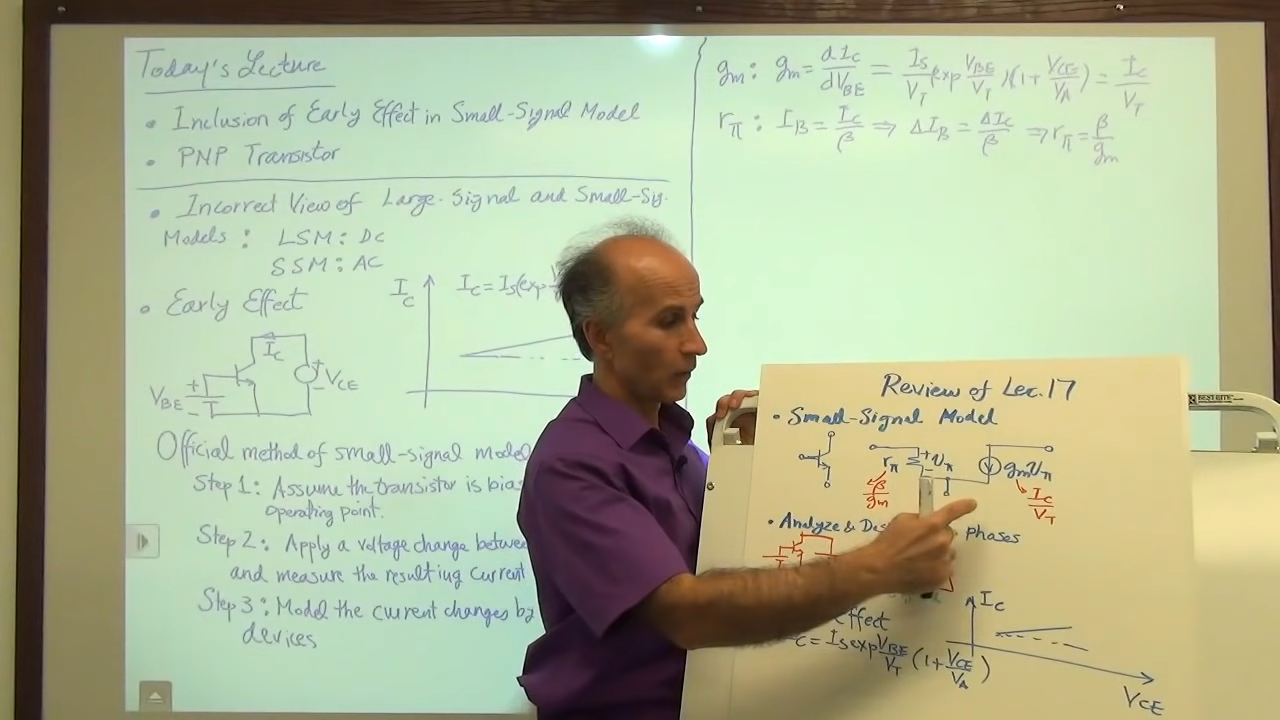 Today's Lecture
• Inclusion of Early Effect in Small-Signal Model
• PNP Transistor
• Incorrect View of Large-Signal and Small-Sig.
Models: LSM: DC
SSM: AC
• Early Effect
I_C
I_C = I_S(exp
I_C
V_BE
V_CE
Official method of small-signal model
Step 1: Assume the transistor is
operating point.
Step 2: Apply a voltage change between
and measure the resulting current
Step 3: Model the current changes by
devices
g_m: g_m = dI_C/dV_BE = I_S/V_T (exp V_BE/V_T)(1 + V_CE/V_A) = I_C/V_T
r_π: I_B = I_C/β ⇒ ΔI_B = ΔI_C/β ⇒ r_π = β/g_m
BEST-RITE
Review of Lec. 17
• Small-Signal Model
r_π
+ v_π −
g_m v_π
β/g_m
I_C/V_T
• Analyze & phases
I_C
V_CE
= I_S exp V_BE/V_T (1 + V_CE/V_A)